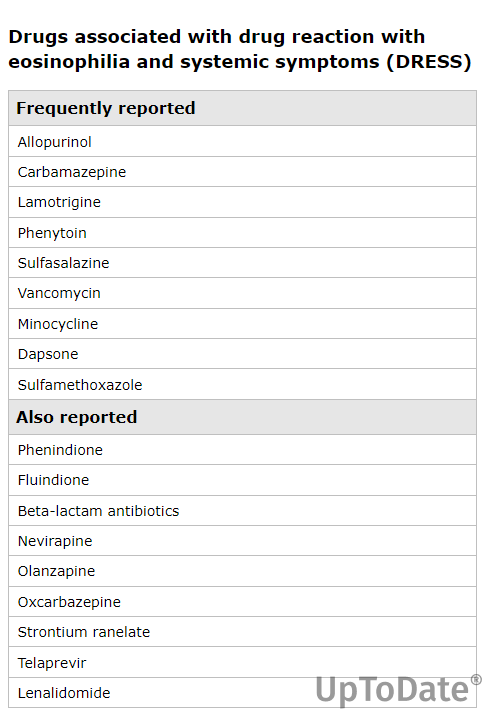 Drugs associated with drug reaction with
eosinophilia and systemic symptoms (DRESS)
Frequently reported
Allopurinol
Carbamazepine
Lamotrigine
Phenytoin
Sulfasalazine
Vancomycin
Minocycline
Dapsone
Sulfamethoxazole
Also reported
Phenindione
Fluindione
Beta-lactam antibiotics
Nevirapine
Olanzapine
Oxcarbazepine
Strontium ranelate
Telaprevir
Lenalidomide
UpToDate®